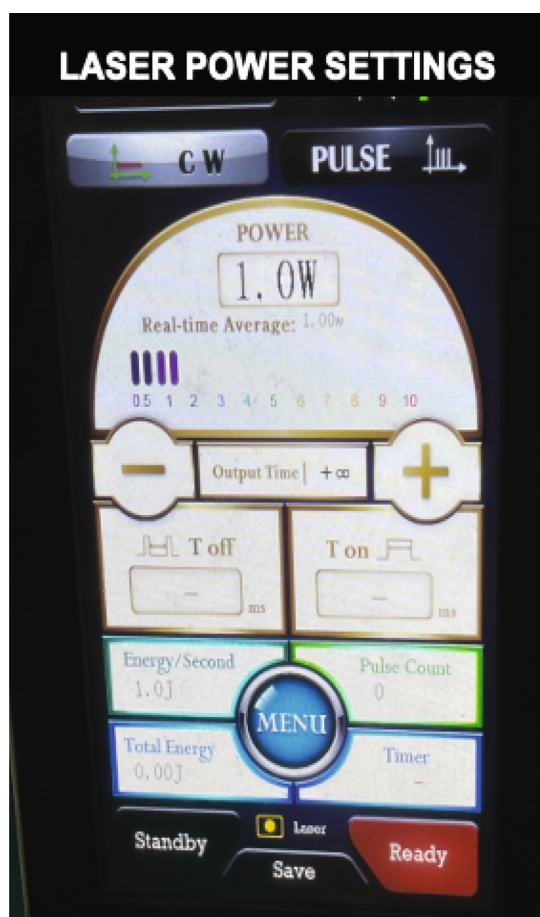 LASER POWER SETTINGS
CW PULSE
POWER
1.0W
Real-time Average: 1.00w
0.5 1 2 3 4 5 6 7 8 9 10
Output Time +∞
T off T on
- -
ms ms
Energy/Second Pulse Count
1.0J 0
MENU
Total Energy Timer
0.00J -
Laser
Standby Ready
Save